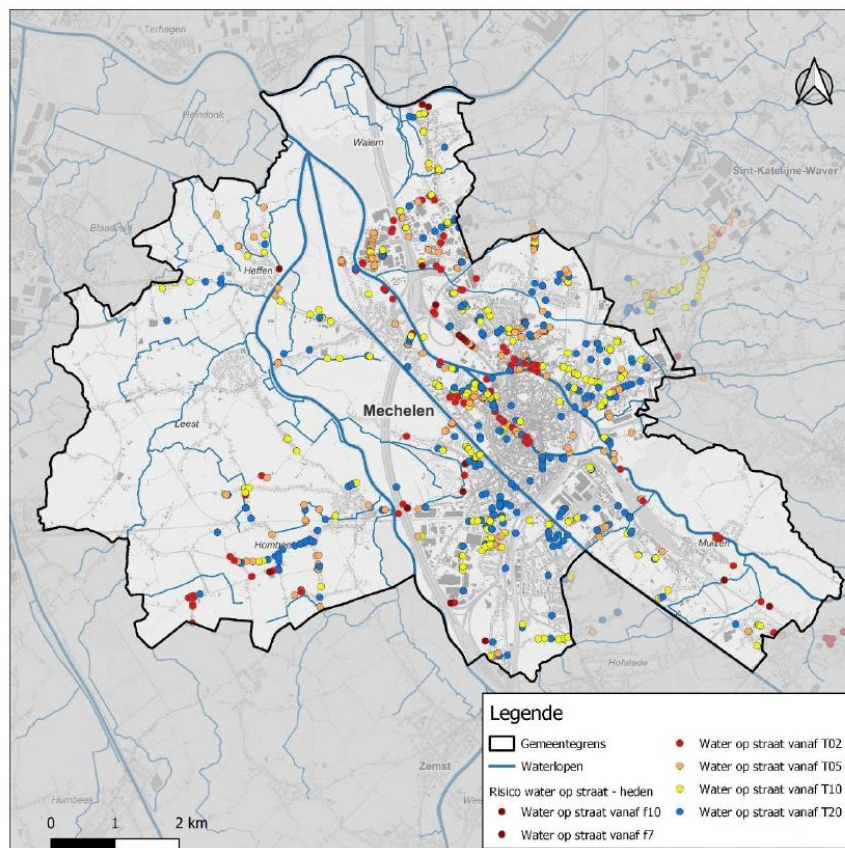 Terhagen
Heindonk
Walem
Sint-Katelijne-Waver
Blaasveld
Heffen
Mechelen
Leest
Hombeek
Muizen
Hofstade
Zemst
Humbeek
Legende
Gemeentegrens
Waterlopen
Risico water op straat - heden
Water op straat vanaf f10
Water op straat vanaf f7
Water op straat vanaf T02
Water op straat vanaf T05
Water op straat vanaf T10
Water op straat vanaf T20
0 1 2 km